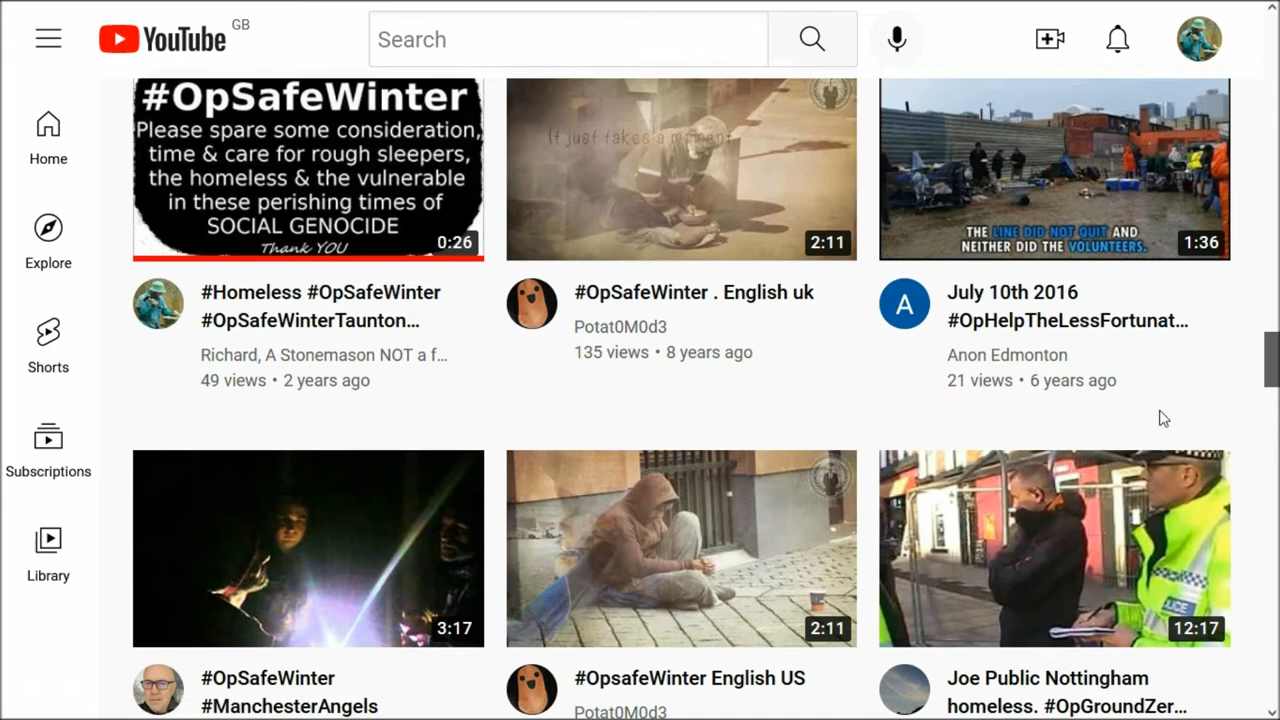 YouTube
GB
Search
Home
Explore
Shorts
Subscriptions
Library
#OpSafeWinter
Please spare some consideration,
time & care for rough sleepers,
the homeless & the vulnerable
in these perishing times of
SOCIAL GENOCIDE
Thank YOU
0:26
#Homeless #OpSafeWinter
#OpSafeWinterTaunton…
Richard, A Stonemason NOT a f…
49 views • 2 years ago
It just takes a moment
2:11
#OpSafeWinter . English uk
Potat0M0d3
135 views • 8 years ago
THE LINE DID NOT QUIT AND
NEITHER DID THE VOLUNTEERS.
1:36
A
July 10th 2016
#OpHelpTheLessFortunat…
Anon Edmonton
21 views • 6 years ago
3:17
#OpSafeWinter
#ManchesterAngels
2:11
#OpsafeWinter English US
Potat0M0d3
POLICE
12:17
Joe Public Nottingham
homeless. #OpGroundZer…